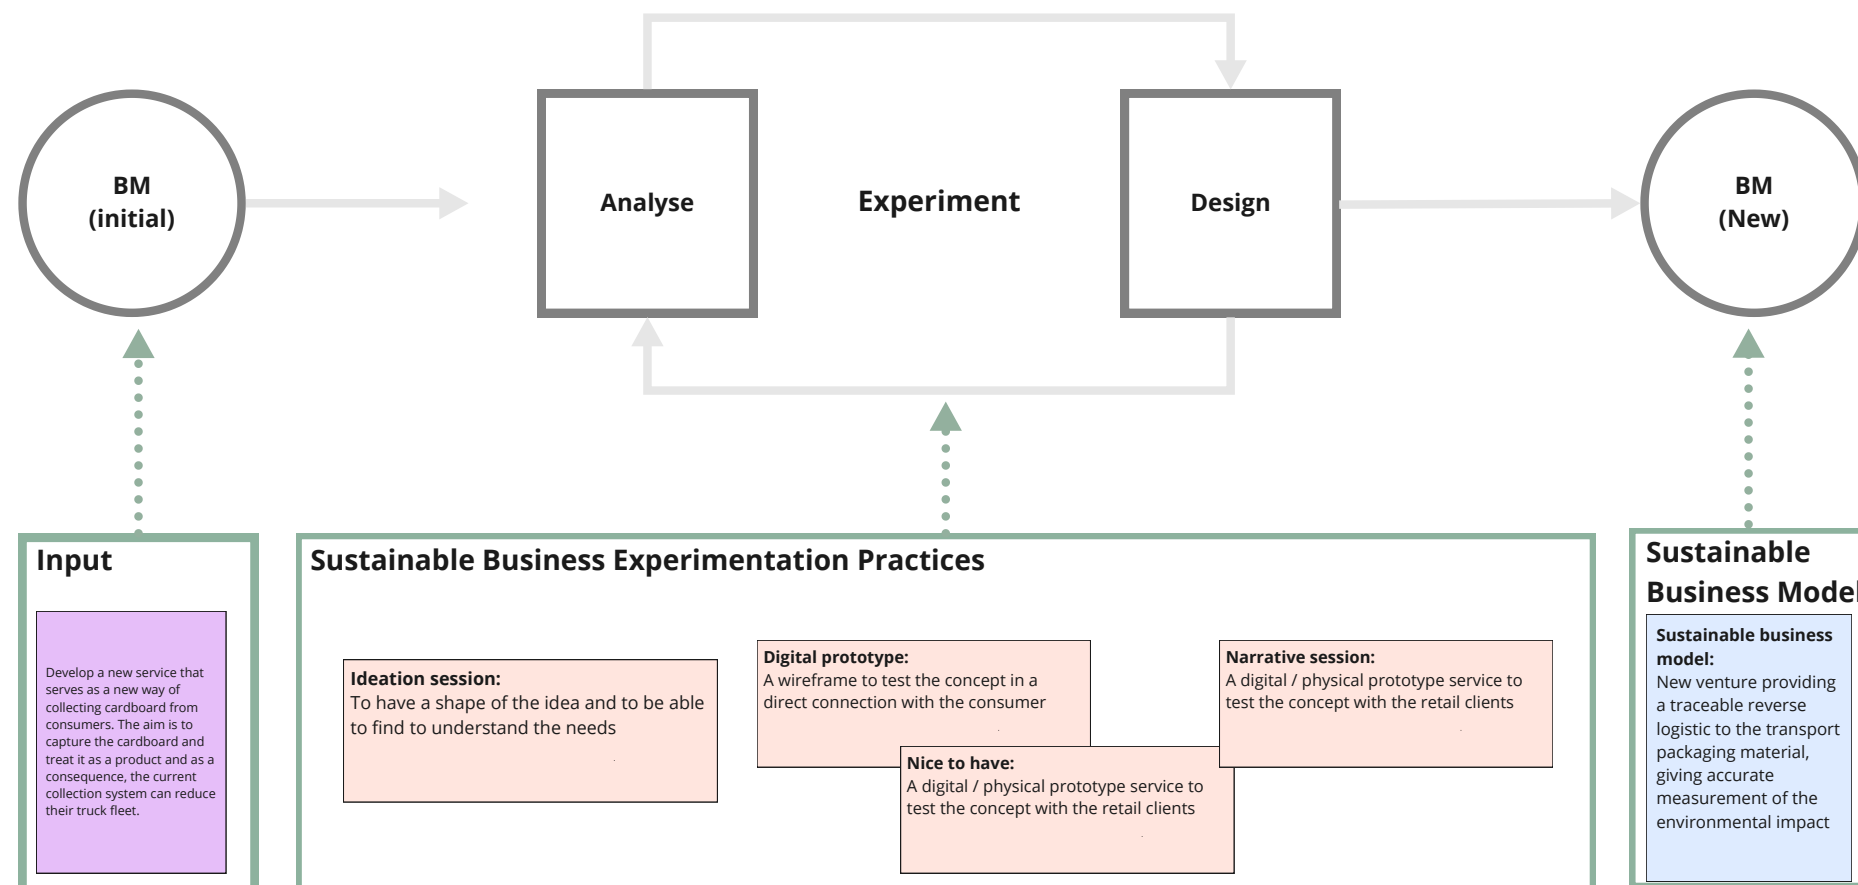 BM
(initial)
Analyse
Experiment
Design
BM
(New)
Input
Develop a new service that
serves as a new way of
collecting cardboard from
consumers. The aim is to
capture the cardboard and
treat it as a product and as a
consequence, the current
collection system can reduce
their truck fleet.
Sustainable Business Experimentation Practices
Ideation session:
To have a shape of the idea and to be able
to find to understand the needs
Digital prototype:
A wireframe to test the concept in a
direct connection with the consumer
Nice to have:
A digital / physical prototype service to
test the concept with the retail clients
Narrative session:
A digital / physical prototype service to
test the concept with the retail clients
Sustainable
Business Model
Sustainable business
model:
New venture providing
a traceable reverse
logistic to the transport
packaging material,
giving accurate
measurement of the
environmental impact